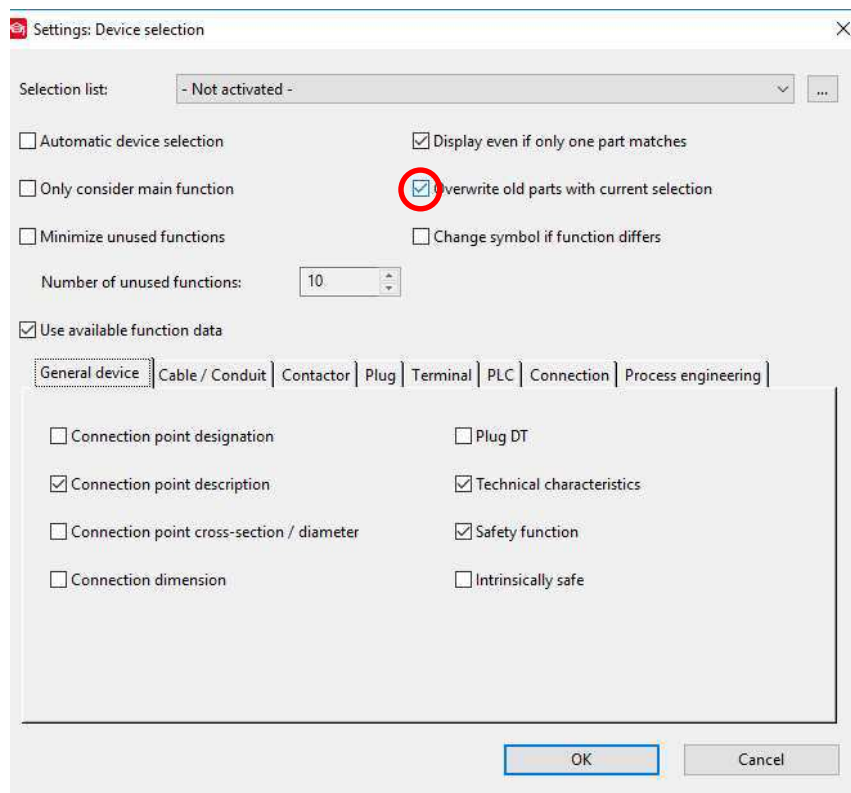 Settings: Device selection
Selection list: - Not activated - ...
Automatic device selection Display even if only one part matches
Only consider main function Overwrite old parts with current selection
Minimize unused functions Change symbol if function differs
Number of unused functions: 10
Use available function data
General device Cable / Conduit Contactor Plug Terminal PLC Connection Process engineering
Connection point designation Plug DT
Connection point description Technical characteristics
Connection point cross-section / diameter Safety function
Connection dimension Intrinsically safe
OK Cancel